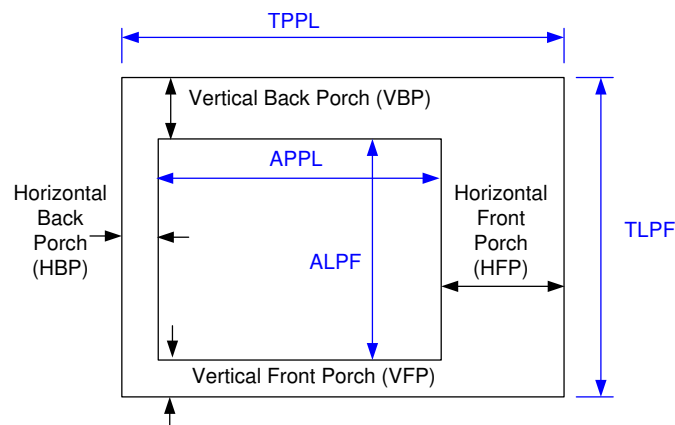 TPPL
Vertical Back Porch (VBP)
APPL
Horizontal
Back
Porch
(HBP)
Horizontal
Front
Porch
(HFP)
TLPF
ALPF
Vertical Front Porch (VFP)